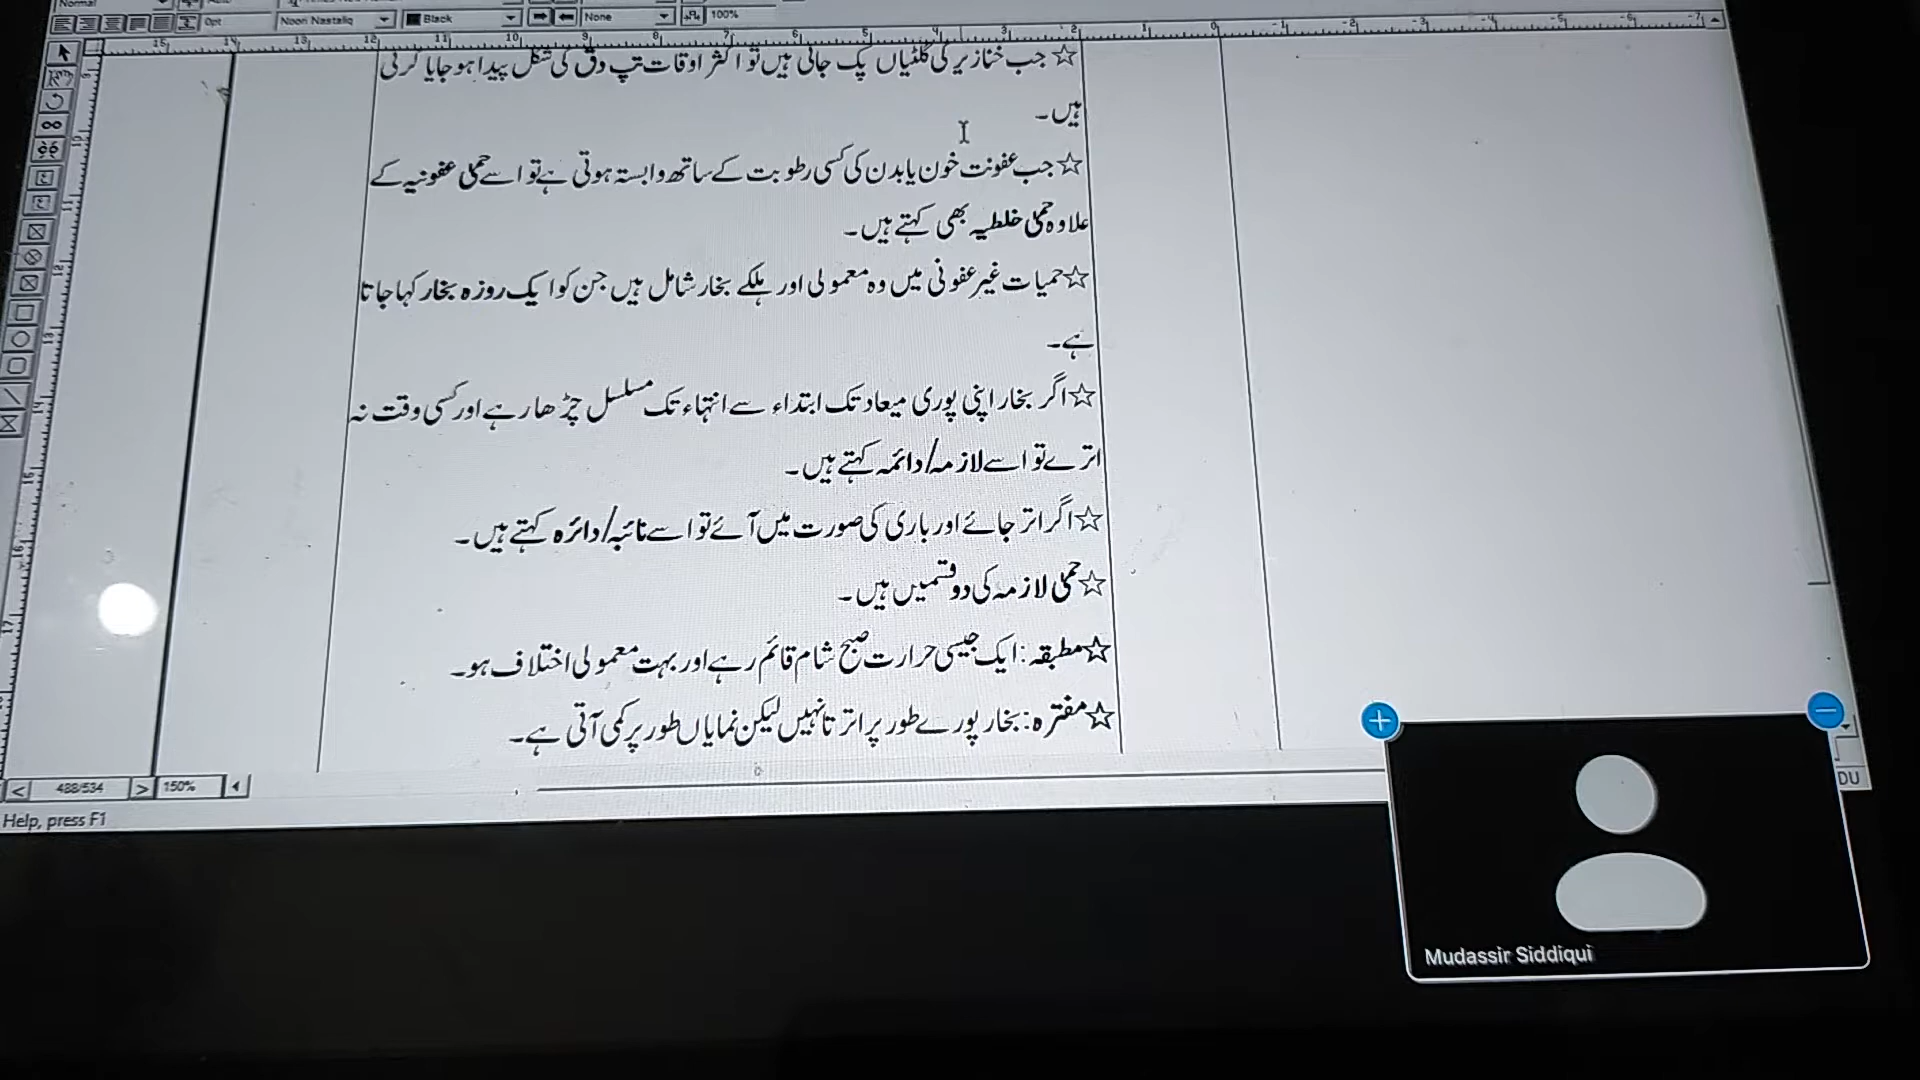 Normal
0pt
Noori Nastaliq
Black
None
100%
☆جب خنازیر کی گلٹیاں پک جاتی ہیں تو اکثر اوقات تپ دق کی شکل پیدا ہو جایا کرتی
ہیں۔
☆جب عفونت خون یا بدن کی کسی رطوبت کے ساتھ وابستہ ہوتی ہے تو اسے حمیٰ عفونیہ کے
علاوہ حمیٰ خلطیہ بھی کہتے ہیں۔
☆حمیات غیر عفونی میں وہ معمولی اور ہلکے بخار شامل ہیں جن کو ایک روزہ بخار کہا جاتا
ہے۔
☆اگر بخار اپنی پوری میعاد تک ابتداء سے انتہاء تک مسلسل چڑھا رہے اور کسی وقت نہ
اترے تو اسے لازمہ/دائمہ کہتے ہیں۔
☆اگر اتر جائے اور باری کی صورت میں آئے تو اسے نائبہ/دائرہ کہتے ہیں۔
☆حمیٰ لازمہ کی دو قسمیں ہیں۔
☆مطبقہ: ایک جیسی حرارت صبح شام قائم رہے اور بہت معمولی اختلاف ہو۔
☆مفترہ: بخار پورے طور پر اترتا نہیں لیکن نمایاں طور پر کمی آتی ہے۔
488/534
150%
DU
Help, press F1
Mudassir Siddiqui